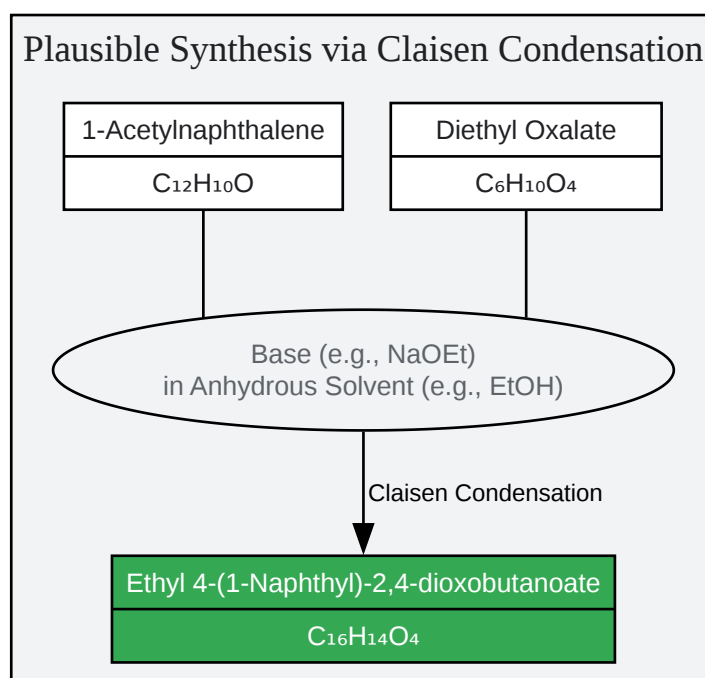 Plausible Synthesis via Claisen Condensation
1-Acetylnaphthalene
C₁₂H₁₀O
Diethyl Oxalate
C₆H₁₀O₄
Base (e.g., NaOEt)
in Anhydrous Solvent (e.g., EtOH)
Claisen Condensation
Ethyl 4-(1-Naphthyl)-2,4-dioxobutanoate
C₁₆H₁₄O₄